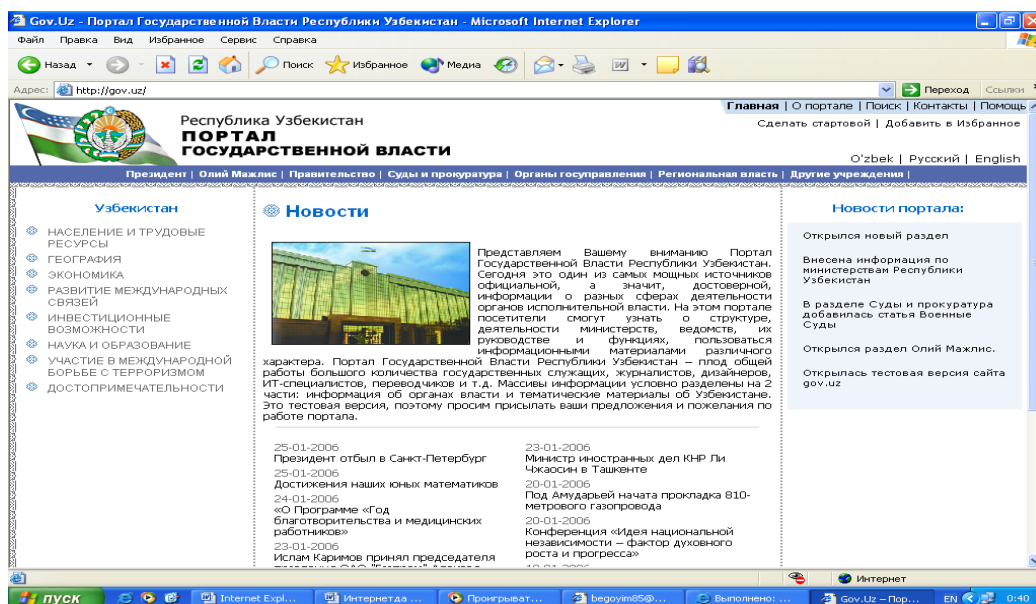 Gov.Uz - Портал Государственной Власти Республики Узбекистан - Microsoft Internet Explorer
Файл Правка Вид Избранное Сервис Справка
Назад Поиск Избранное Медиа
Адрес: http://gov.uz/ Переход Ссылки
Главная | О портале | Поиск | Контакты | Помощь
Сделать стартовой | Добавить в Избранное
Республика Узбекистан
ПОРТАЛ
ГОСУДАРСТВЕННОЙ ВЛАСТИ
O'zbek | Русский | English
Президент | Олий Мажлис | Правительство | Суды и прокуратура | Органы госуправления | Региональная власть | Другие учреждения |
Узбекистан
НАСЕЛЕНИЕ И ТРУДОВЫЕ
РЕСУРСЫ
ГЕОГРАФИЯ
ЭКОНОМИКА
РАЗВИТИЕ МЕЖДУНАРОДНЫХ
СВЯЗЕЙ
ИНВЕСТИЦИОННЫЕ
ВОЗМОЖНОСТИ
НАУКА И ОБРАЗОВАНИЕ
УЧАСТИЕ В МЕЖДУНАРОДНОЙ
БОРЬБЕ С ТЕРРОРИЗМОМ
ДОСТОПРИМЕЧАТЕЛЬНОСТИ
Новости
Представляем Вашему вниманию Портал
Государственной Власти Республики Узбекистан.
Сегодня это один из самых мощных источников
официальной, а значит, достоверной,
информации о разных сферах деятельности
органов исполнительной власти. На этом портале
посетители смогут узнать о структуре,
деятельности министерств, ведомств, их
руководстве и функциях, пользоваться
информационными материалами различного
характера. Портал Государственной Власти Республики Узбекистан – плод общей
работы большого количества государственных служащих, журналистов, дизайнеров,
ИТ-специалистов, переводчиков и т.д. Массивы информации условно разделены на 2
части: информация об органах власти и тематические материалы об Узбекистане.
Это тестовая версия, поэтому просим присылать ваши предложения и пожелания по
работе портала.
25-01-2006
Президент отбыл в Санкт-Петербург
25-01-2006
Достижения наших юных математиков
24-01-2006
«О Программе «Год
благотворительства и медицинских
работников»
23-01-2006
Ислам Каримов принял председателя
23-01-2006
Министр иностранных дел КНР Ли
Чжаосин в Ташкенте
20-01-2006
Под Амударьей начата прокладка 810-
метрового газопровода
20-01-2006
Конференция «Идея национальной
независимости – фактор духовного
роста и прогресса»
Новости портала:
Открылся новый раздел
Внесена информация по
министерствам Республики
Узбекистан
В разделе Суды и прокуратура
добавилась статья Военные
Суды
Открылся раздел Олий Мажлис.
Открылась тестовая версия сайта
gov.uz
Интернет
пуск Internet Expl... Интернетда ... Проигрыват... begoyim85@... Выполнено: ... Gov.Uz – Пор... EN 0:40